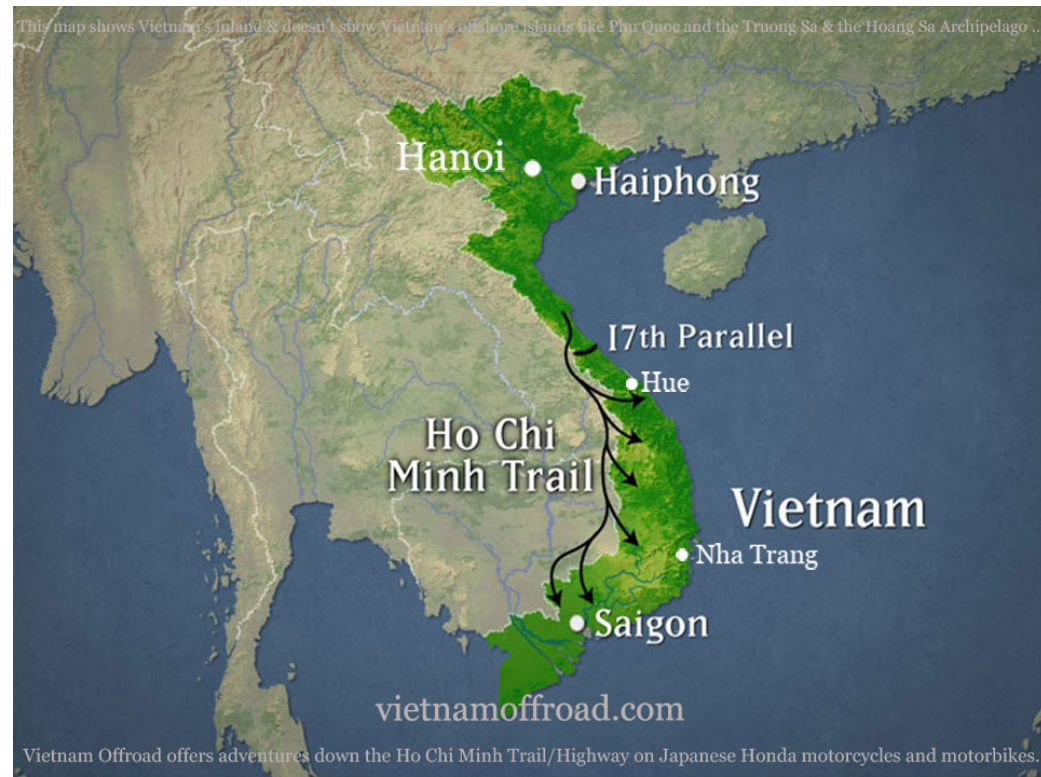 This map shows Vietnam's inland & doesn't show Vietnam's offshore islands like Phu Quoc and the Truong Sa & the Hoang Sa Archipelago ..
Hanoi
Haiphong
17th Parallel
Hue
Ho Chi
Minh Trail
Vietnam
Nha Trang
Saigon
vietnamoffroad.com
Vietnam Offroad offers adventures down the Ho Chi Minh Trail/Highway on Japanese Honda motorcycles and motorbikes.